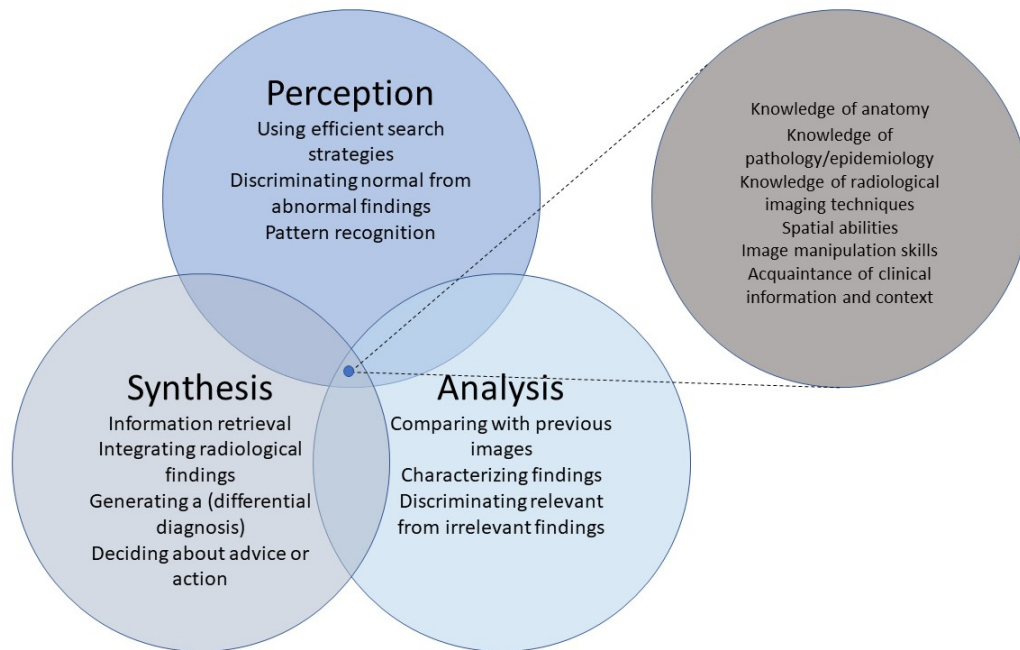 Perception
Using efficient search
strategies
Discriminating normal from
abnormal findings
Pattern recognition
Knowledge of anatomy
Knowledge of
pathology/epidemiology
Knowledge of radiological
imaging techniques
Spatial abilities
Image manipulation skills
Acquaintance of clinical
information and context
Synthesis
Information retrieval
Integrating radiological
findings
Generating a (differential
diagnosis)
Deciding about advice or
action
Analysis
Comparing with previous
images
Characterizing findings
Discriminating relevant
from irrelevant findings